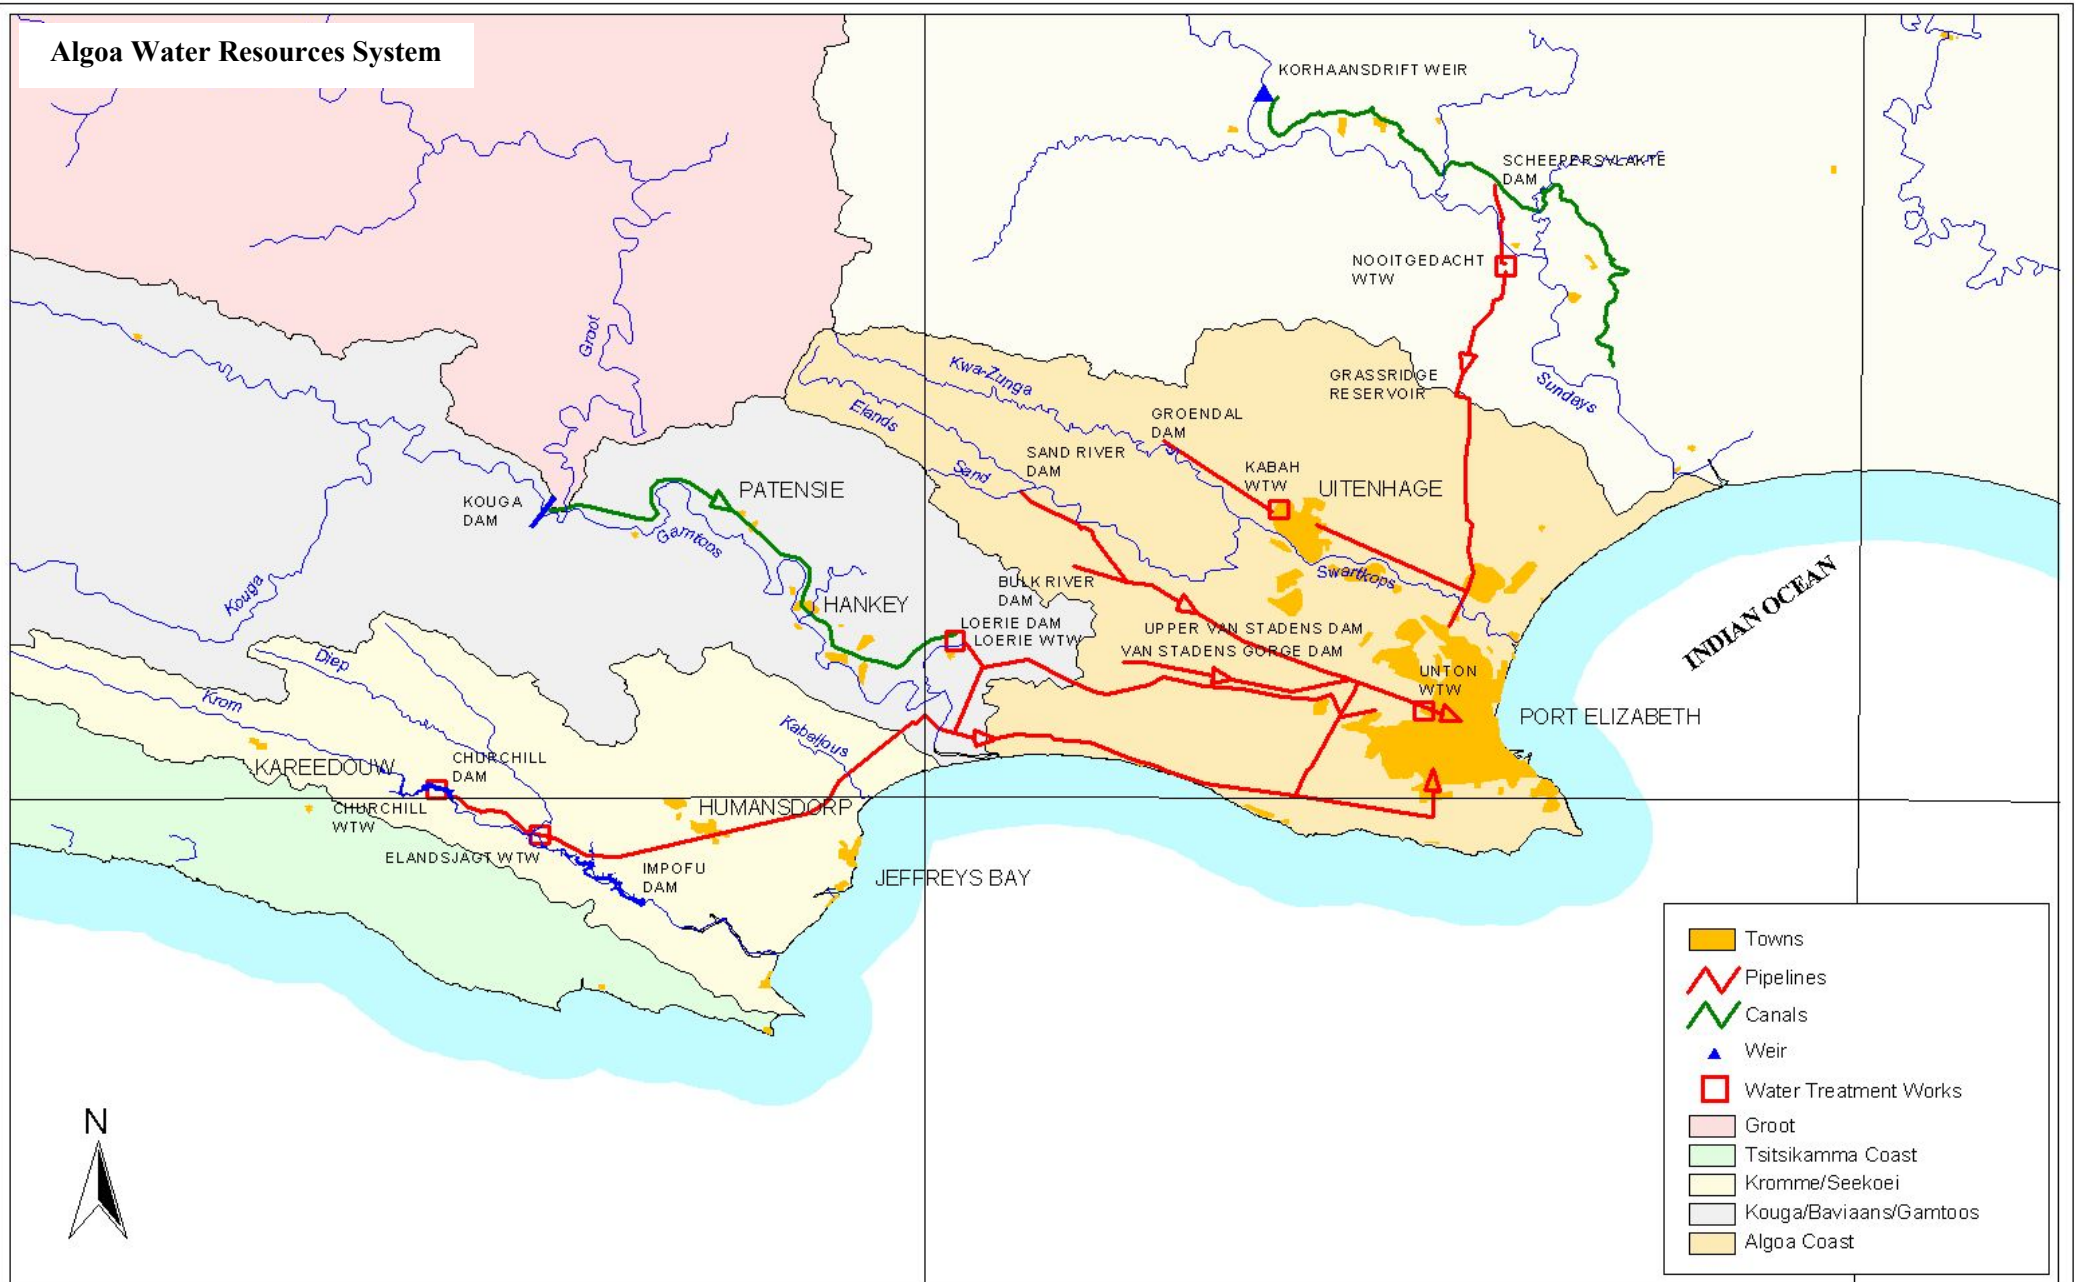 Algoa Water Resources System
KORHAANSDRIFT WEIR
SCHEEPERSVLAKTE
DAM
NOOITGEDACHT
WTW
Groot
Kwa-Zunga
GRASSRIDGE
RESERVOIR
Sundays
Elands
GROENDAL
DAM
SAND RIVER
DAM
Sand
KABAH
WTW
UITENHAGE
KOUGA
DAM
PATENSIE
Gamtoos
Swartkops
INDIAN OCEAN
Kouga
BULK RIVER
DAM
HANKEY
LOERIE DAM
LOERIE WTW
UPPER VAN STADENS DAM
VAN STADENS GORGE DAM
UNTON
WTW
Diep
Krom
Kabeljous
PORT ELIZABETH
KAREEDOUW
CHURCHILL
DAM
CHURCHILL
WTW
HUMANSDORP
ELANDSJAGT WTW
IMPOFU
DAM
JEFFREYS BAY
Towns
Pipelines
Canals
Weir
Water Treatment Works
Groot
Tsitsikamma Coast
Kromme/Seekoei
Kouga/Baviaans/Gamtoos
Algoa Coast
N